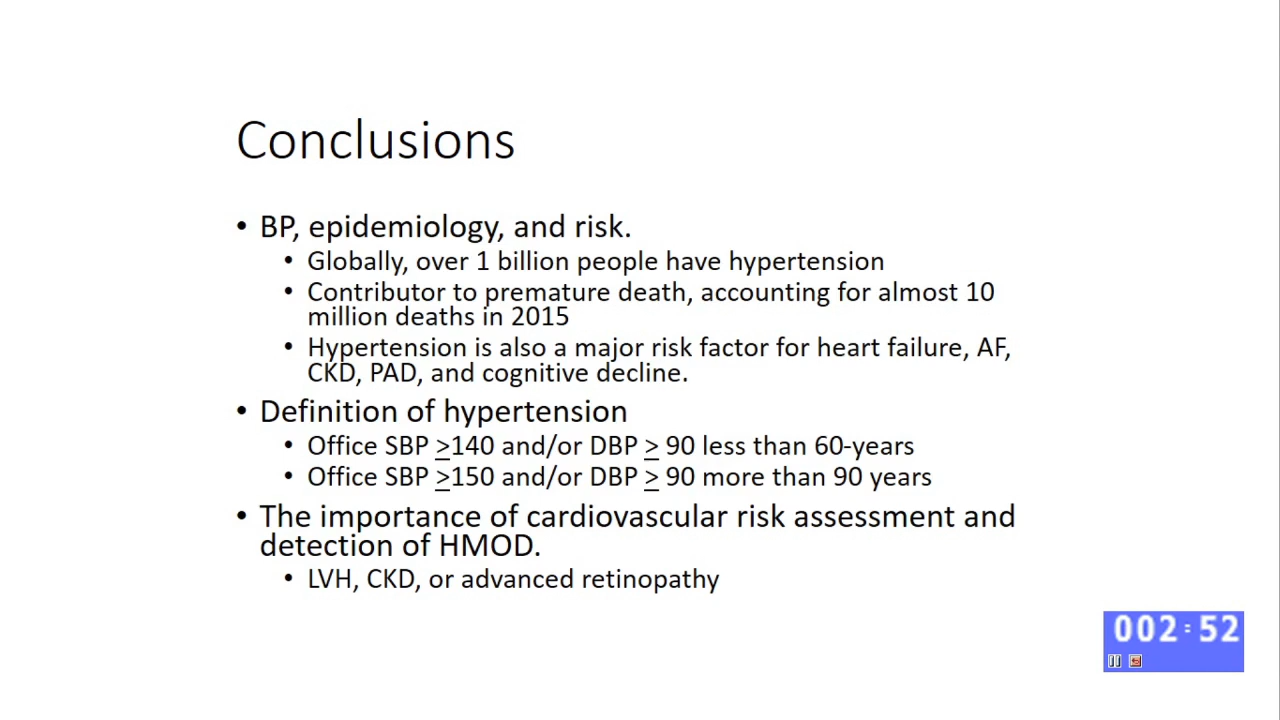 Conclusions
• BP, epidemiology, and risk.
• Globally, over 1 billion people have hypertension
• Contributor to premature death, accounting for almost 10
million deaths in 2015
• Hypertension is also a major risk factor for heart failure, AF,
CKD, PAD, and cognitive decline.
• Definition of hypertension
• Office SBP >140 and/or DBP > 90 less than 60-years
• Office SBP >150 and/or DBP > 90 more than 90 years
• The importance of cardiovascular risk assessment and
detection of HMOD.
• LVH, CKD, or advanced retinopathy
002:52